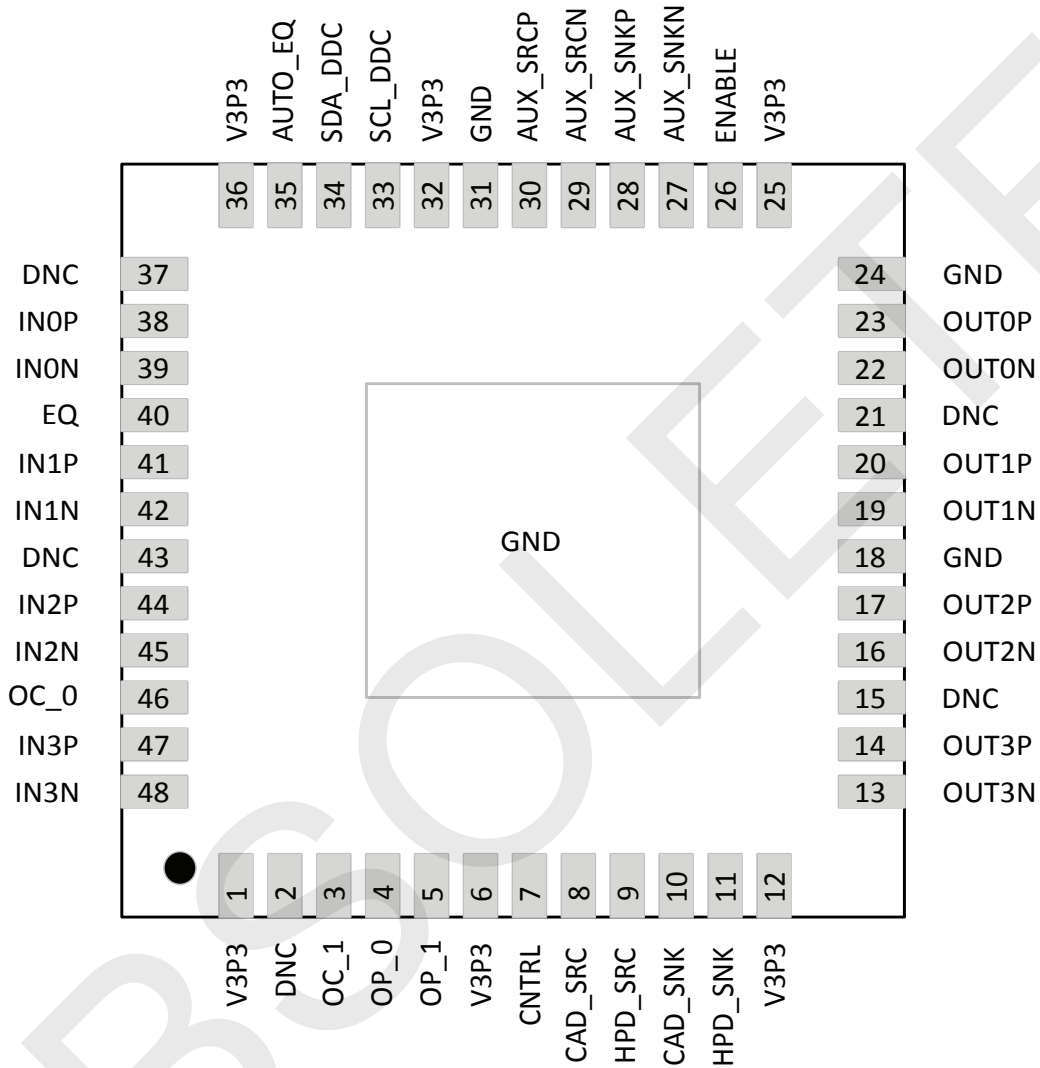 V3P3
AUTO_EQ
SDA_DDC
SCL_DDC
V3P3
GND
AUX_SRCP
AUX_SRCN
AUX_SNKP
AUX_SNKN
ENABLE
V3P3
36
35
34
33
32
31
30
29
28
27
26
25
DNC 37
IN0P 38
IN0N 39
EQ 40
IN1P 41
IN1N 42
DNC 43
IN2P 44
IN2N 45
OC_0 46
IN3P 47
IN3N 48
GND
24 GND
23 OUT0P
22 OUT0N
21 DNC
20 OUT1P
19 OUT1N
18 GND
17 OUT2P
16 OUT2N
15 DNC
14 OUT3P
13 OUT3N
1
2
3
4
5
6
7
8
9
10
11
12
V3P3
DNC
OC_1
OP_0
OP_1
V3P3
CNTRL
CAD_SRC
HPD_SRC
CAD_SNK
HPD_SNK
V3P3
BSOLETE